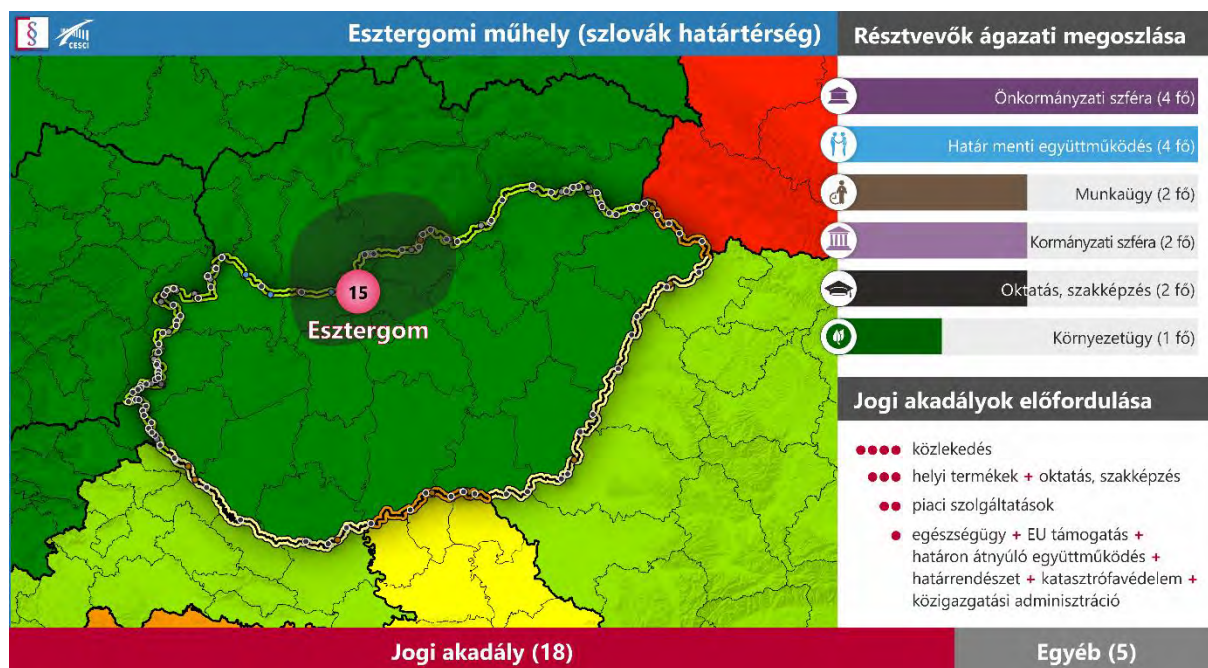 §
CESCI
Esztergomi műhely (szlovák határtérség)
15
Esztergom
Résztvevők ágazati megoszlása
Önkormányzati szféra (4 fő)
Határ menti együttműködés (4 fő)
Munkaügy (2 fő)
Kormányzati szféra (2 fő)
Oktatás, szakképzés (2 fő)
Környezetügy (1 fő)
Jogi akadályok előfordulása
közlekedés
helyi termékek + oktatás, szakképzés
piaci szolgáltatások
egészségügy + EU támogatás +
határon átnyúló együttműködés +
határrendészet + katasztrófavédelem +
közigazgatási adminisztráció
Jogi akadály (18)
Egyéb (5)